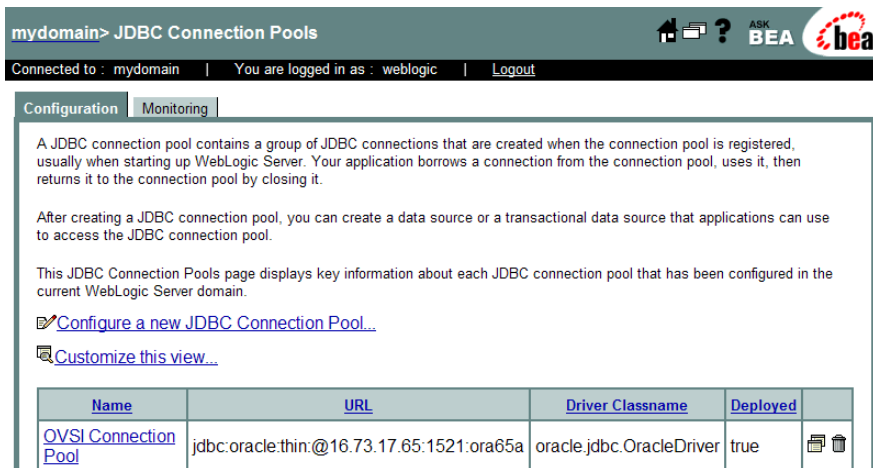 mydomain> JDBC Connection Pools
? ASK BEA bea
Connected to : mydomain | You are logged in as : weblogic | Logout
Configuration Monitoring
A JDBC connection pool contains a group of JDBC connections that are created when the connection pool is registered,
usually when starting up WebLogic Server. Your application borrows a connection from the connection pool, uses it, then
returns it to the connection pool by closing it.
After creating a JDBC connection pool, you can create a data source or a transactional data source that applications can use
to access the JDBC connection pool.
This JDBC Connection Pools page displays key information about each JDBC connection pool that has been configured in the
current WebLogic Server domain.
Configure a new JDBC Connection Pool...
Customize this view...
Name URL Driver Classname Deployed
OVSI Connection
Pool
jdbc:oracle:thin:@16.73.17.65:1521:ora65a oracle.jdbc.OracleDriver true